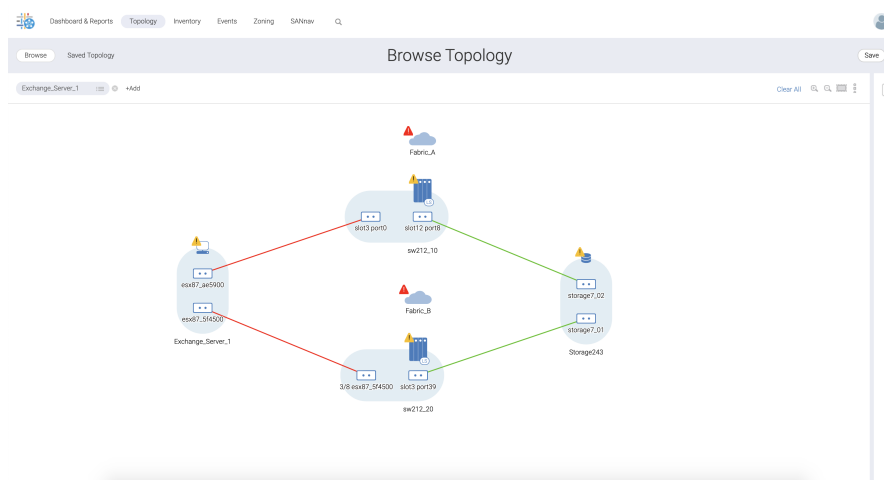 Dashboard & Reports Topology Inventory Events Zoning SANnav
Browse Saved Topology Browse Topology Save
Exchange_Server_1 +Add Clear All
Fabric_A
slot3 port0 slot12 port8
sw212_10
esx87_ae5900
storage7_02
Fabric_B
esx87_5f4500
storage7_01
Exchange_Server_1
Storage243
3/8 esx87_5f4500 slot3 port39
sw212_20